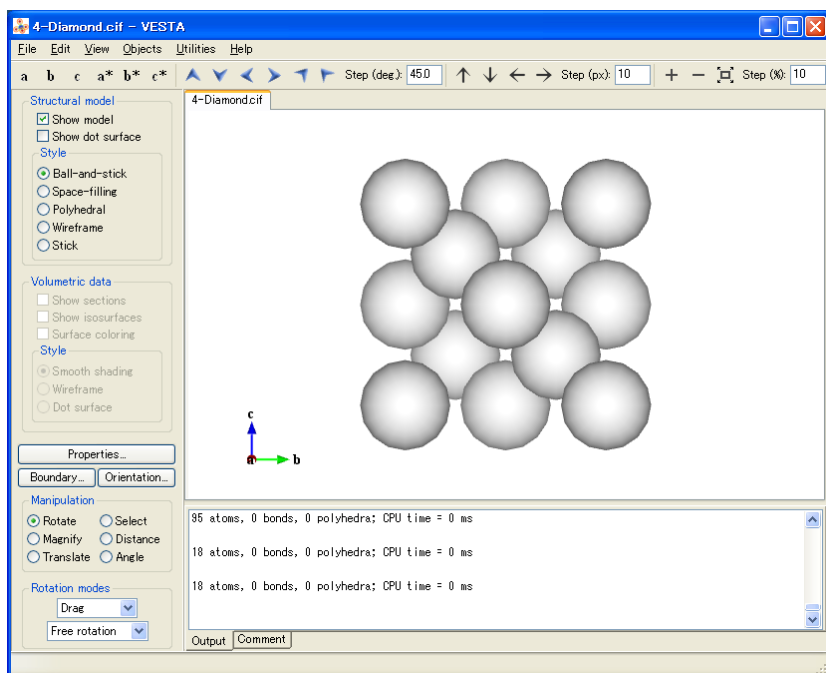 4-Diamond.cif - VESTA
File Edit View Objects Utilities Help
a b c a* b* c* Step (deg.): 45.0 Step (px): 10 + - Step (%): 10
4-Diamond.cif
Structural model
Show model
Show dot surface
Style
Ball-and-stick
Space-filling
Polyhedral
Wireframe
Stick
Volumetric data
Show sections
Show isosurfaces
Surface coloring
Style
Smooth shading
Wireframe
Dot surface
Properties...
Boundary... Orientation...
Manipulation
Rotate Select
Magnify Distance
Translate Angle
Rotation modes
Drag
Free rotation
c
a b
95 atoms, 0 bonds, 0 polyhedra; CPU time = 0 ms
18 atoms, 0 bonds, 0 polyhedra; CPU time = 0 ms
18 atoms, 0 bonds, 0 polyhedra; CPU time = 0 ms
Output Comment